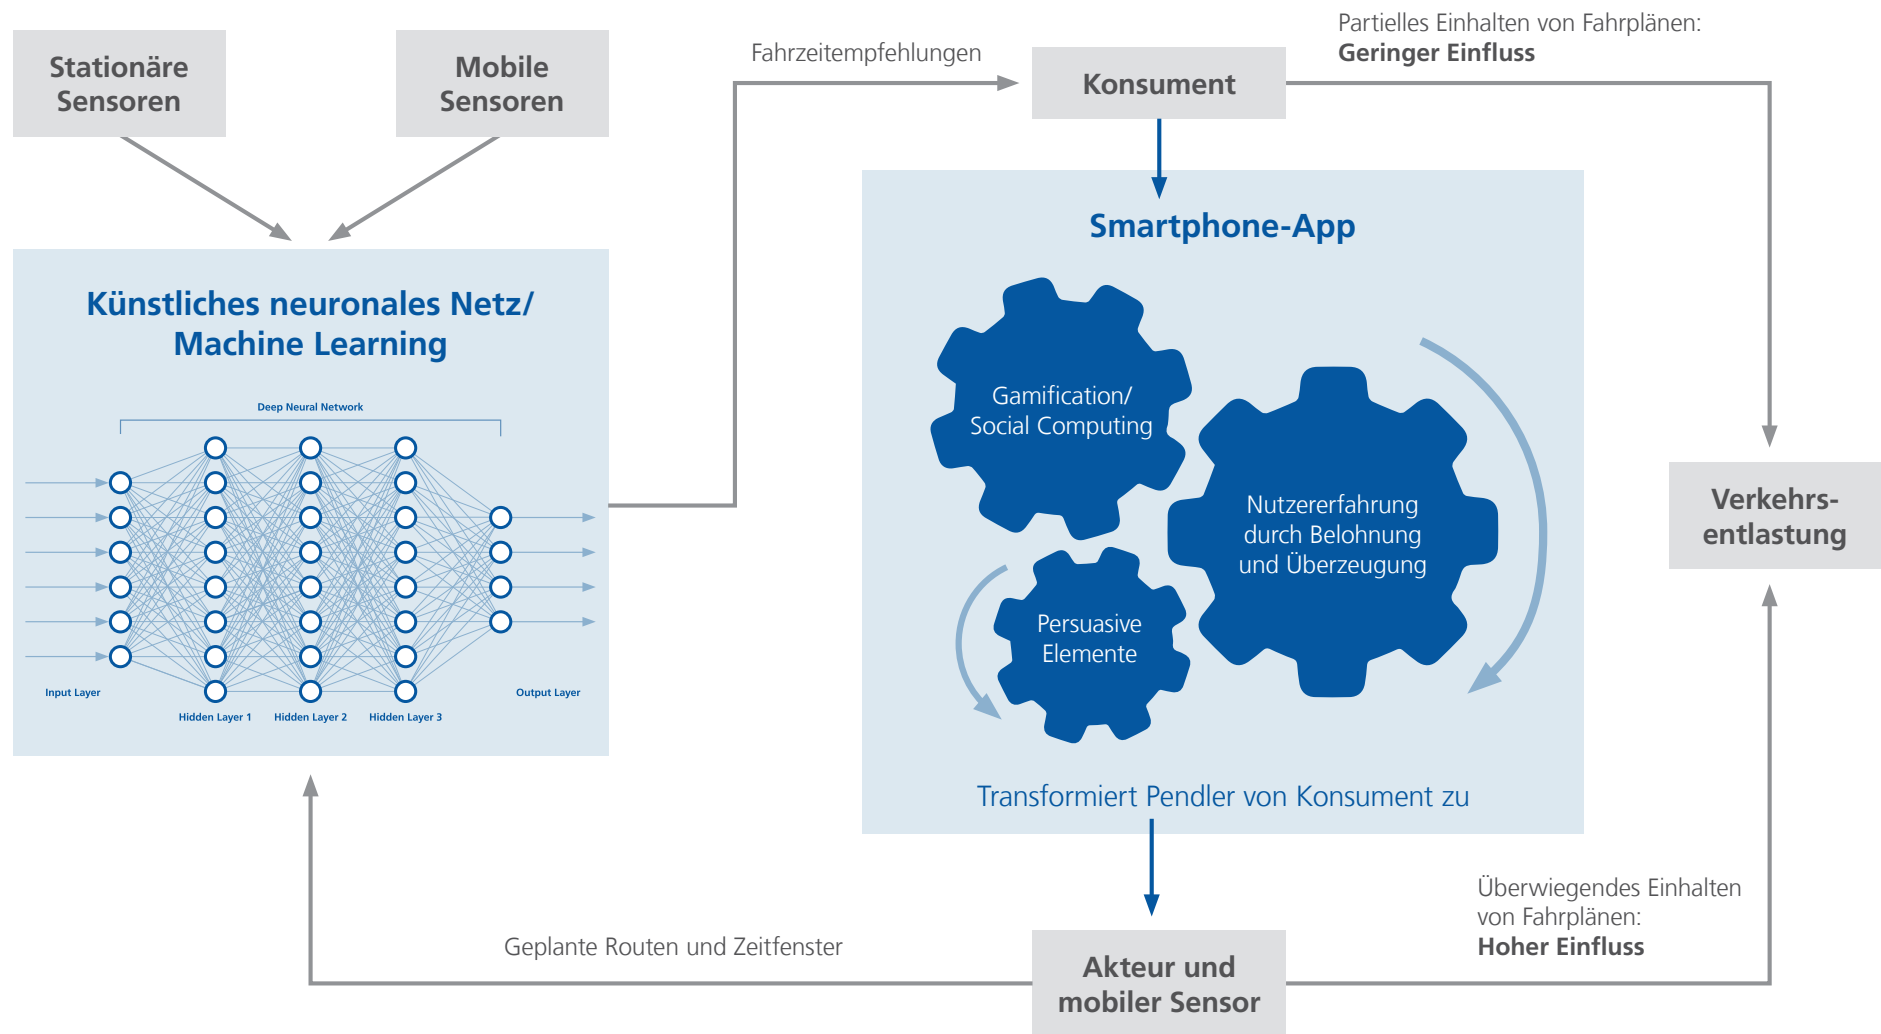 Stationäre
Sensoren
Mobile
Sensoren
Fahrzeitempfehlungen
Konsument
Partielles Einhalten von Fahrplänen:
Geringer Einfluss
Künstliches neuronales Netz/
Machine Learning
Deep Neural Network
Input Layer
Hidden Layer 1
Hidden Layer 2
Hidden Layer 3
Output Layer
Smartphone-App
Gamification/
Social Computing
Nutzererfahrung
durch Belohnung
und Überzeugung
Persuasive
Elemente
Transformiert Pendler von Konsument zu
Verkehrs-
entlastung
Geplante Routen und Zeitfenster
Akteur und
mobiler Sensor
Überwiegendes Einhalten
von Fahrplänen:
Hoher Einfluss